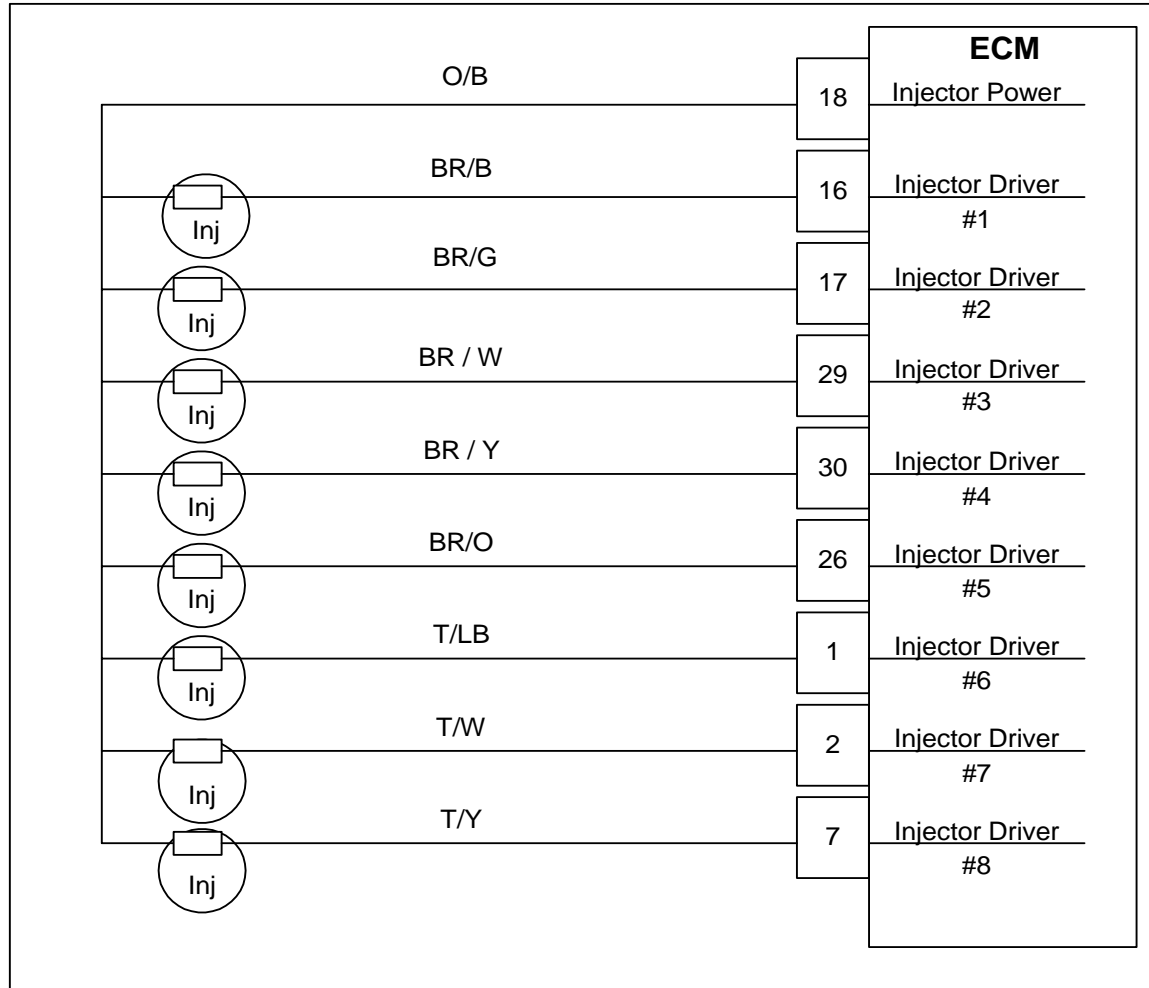 ECM
O/B
18
Injector Power
BR/B
16
Injector Driver
#1
Inj
BR/G
17
Injector Driver
#2
Inj
BR / W
29
Injector Driver
#3
Inj
BR / Y
30
Injector Driver
#4
Inj
BR/O
26
Injector Driver
#5
Inj
T/LB
1
Injector Driver
#6
Inj
T/W
2
Injector Driver
#7
Inj
T/Y
7
Injector Driver
#8
Inj